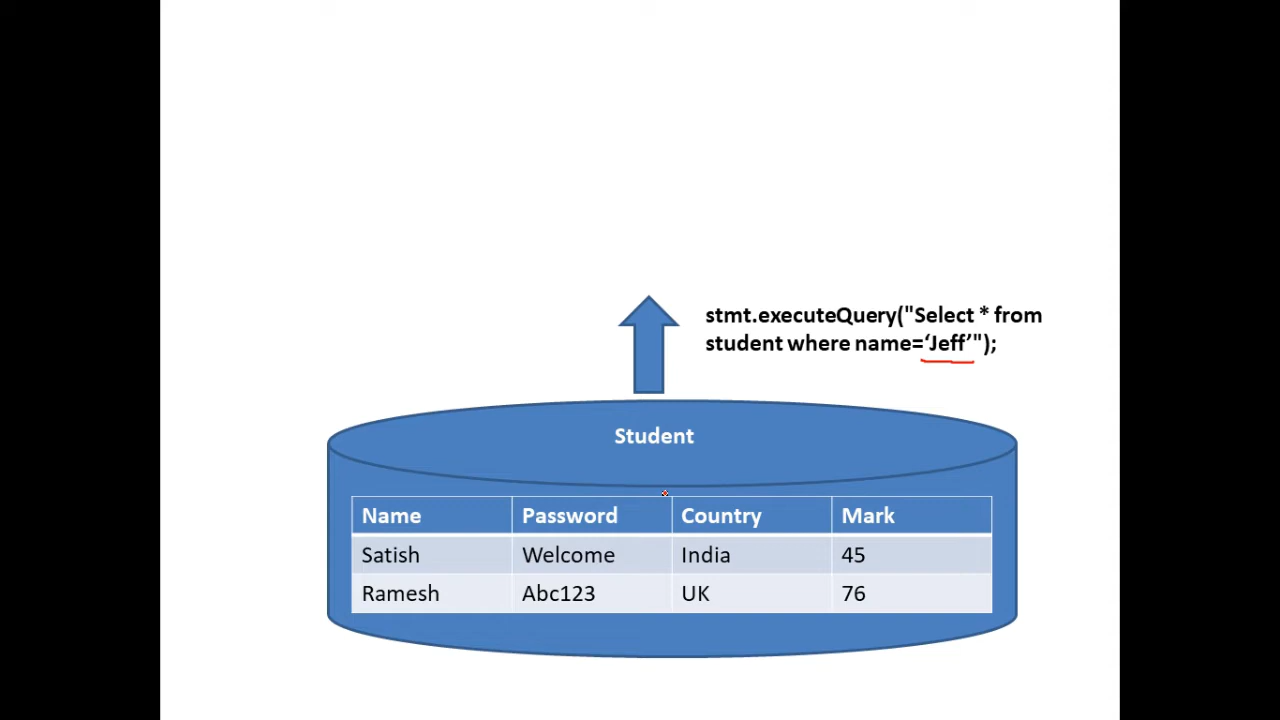 stmt.executeQuery("Select * from
student where name=‘Jeff’");
Student
Name Password Country Mark
Satish Welcome India 45
Ramesh Abc123 UK 76